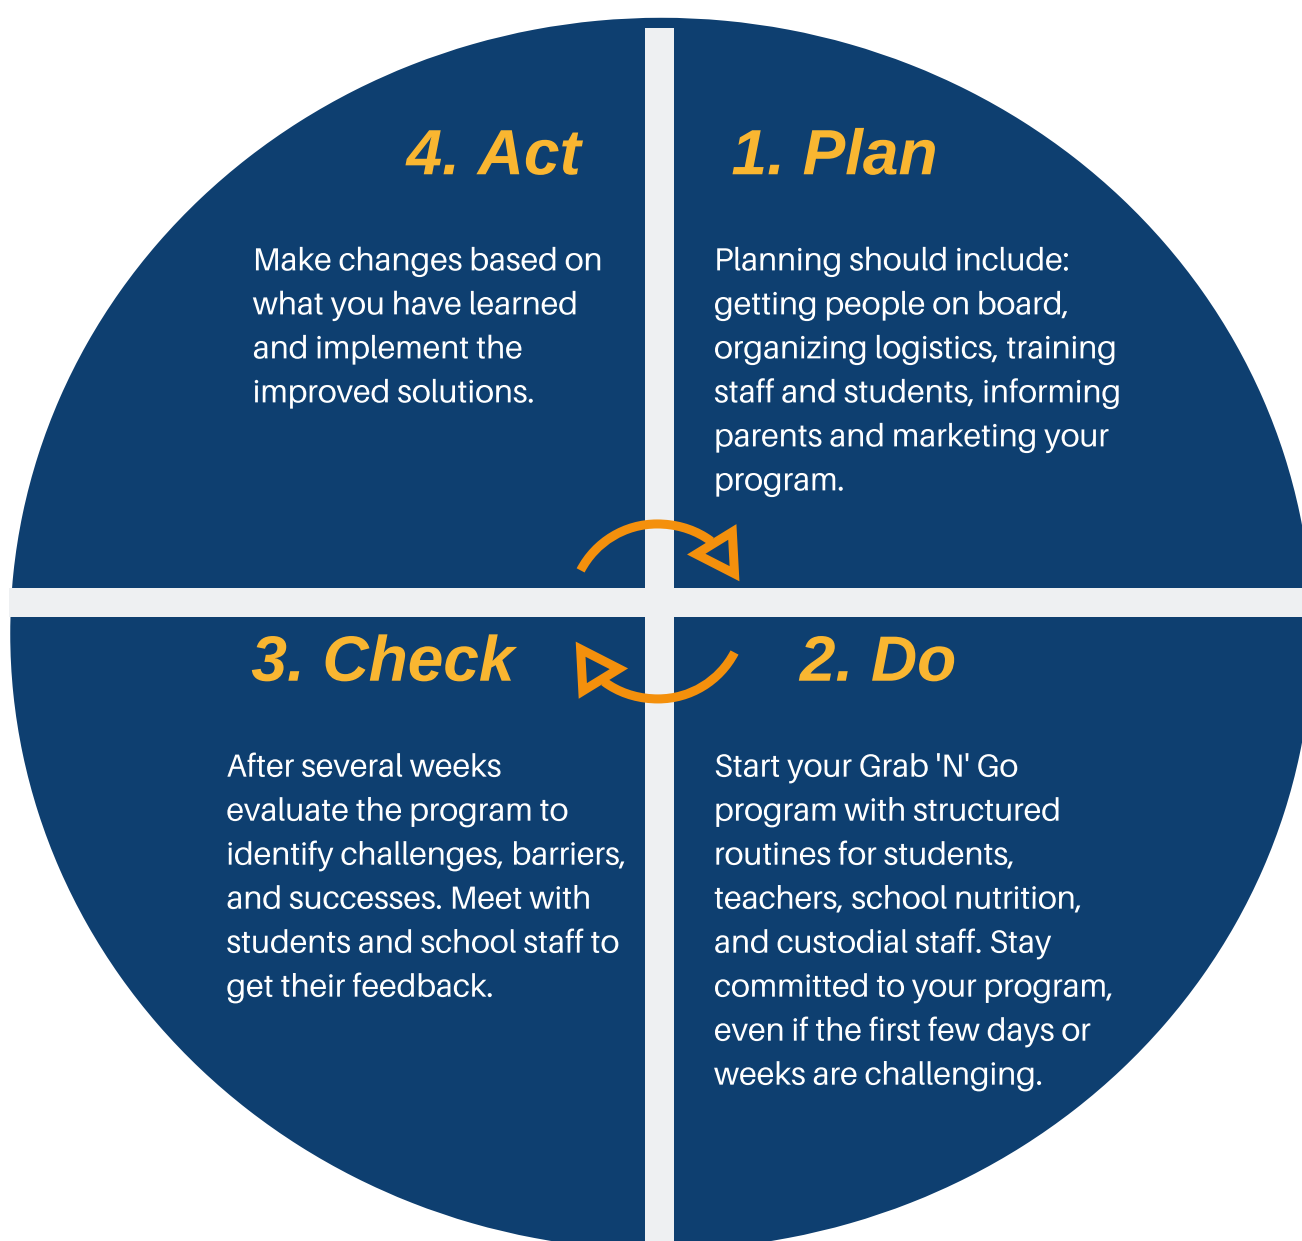 1. Plan
Planning should include:
getting people on board,
organizing logistics, training
staff and students, informing
parents and marketing your
program.
2. Do
Start your Grab 'N' Go
program with structured
routines for students,
teachers, school nutrition,
and custodial staff. Stay
committed to your program,
even if the first few days or
weeks are challenging.
3. Check
After several weeks
evaluate the program to
identify challenges, barriers,
and successes. Meet with
students and school staff to
get their feedback.
4. Act
Make changes based on
what you have learned
and implement the
improved solutions.